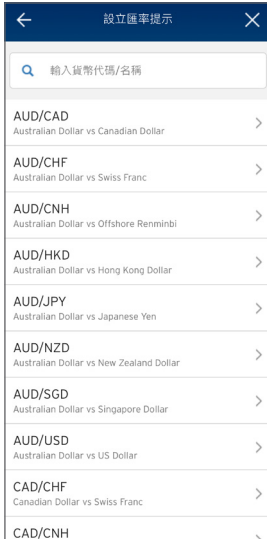 設立匯率提示
輸入貨幣代碼/名稱
AUD/CAD
Australian Dollar vs Canadian Dollar
AUD/CHF
Australian Dollar vs Swiss Franc
AUD/CNH
Australian Dollar vs Offshore Renminbi
AUD/HKD
Australian Dollar vs Hong Kong Dollar
AUD/JPY
Australian Dollar vs Japanese Yen
AUD/NZD
Australian Dollar vs New Zealand Dollar
AUD/SGD
Australian Dollar vs Singapore Dollar
AUD/USD
Australian Dollar vs US Dollar
CAD/CHF
Canadian Dollar vs Swiss Franc
CAD/CNH